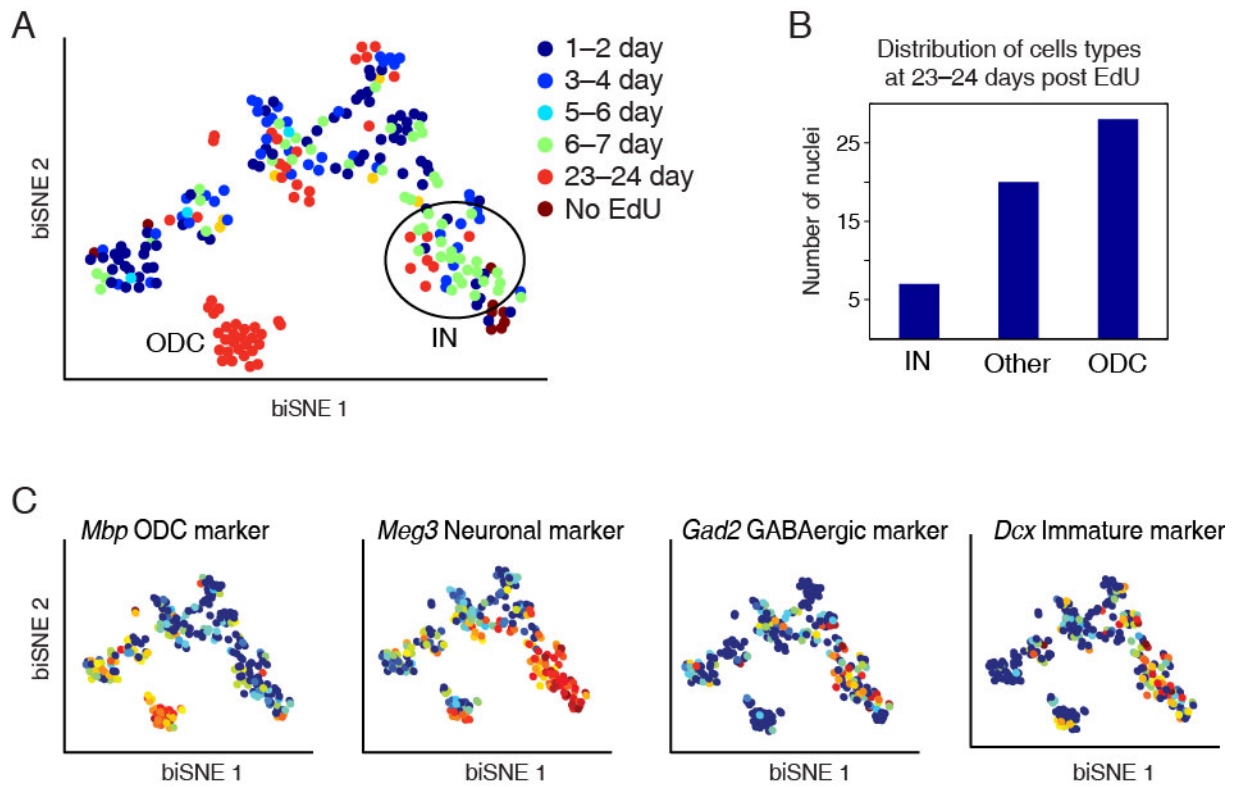 A
1–2 day
3–4 day
5–6 day
6–7 day
23–24 day
No EdU
biSNE 2
ODC
IN
biSNE 1
B
Distribution of cells types
at 23–24 days post EdU
Number of nuclei
25
15
5
IN Other ODC
C
Mbp ODC marker
Meg3 Neuronal marker
Gad2 GABAergic marker
Dcx Immature marker
biSNE 2
biSNE 1
biSNE 1
biSNE 1
biSNE 1